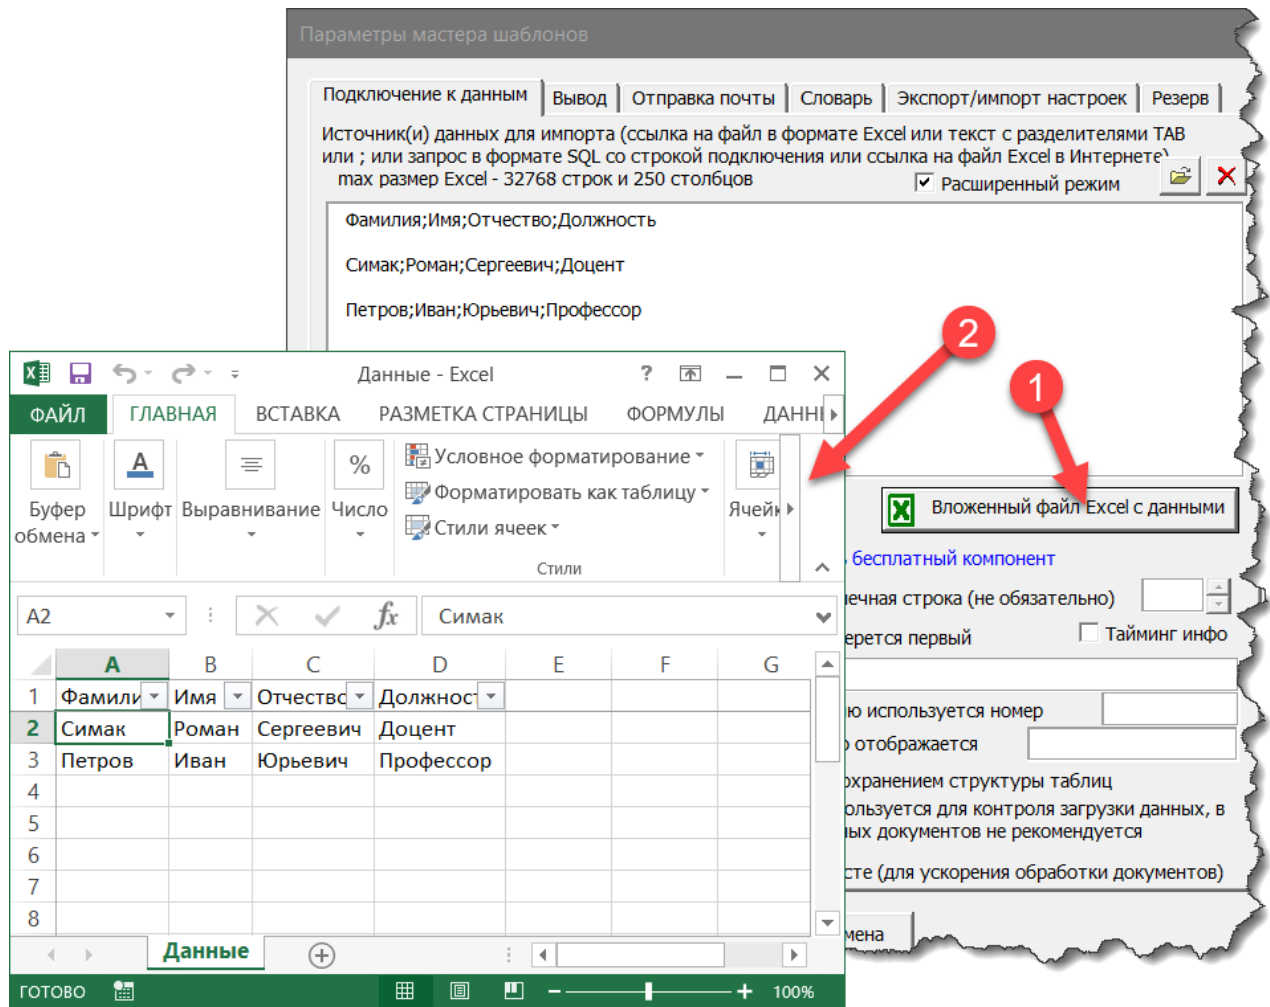 Параметры мастера шаблонов
Подключение к данным Вывод Отправка почты Словарь Экспорт/импорт настроек Резерв
Источник(и) данных для импорта (ссылка на файл в формате Excel или текст с разделителями TAB
или ; или запрос в формате SQL со строкой подключения или ссылка на файл Excel в Интернете)
max размер Excel - 32768 строк и 250 столбцов
Расширенный режим
Фамилия;Имя;Отчество;Должность
Симак;Роман;Сергеевич;Доцент
Петров;Иван;Юрьевич;Профессор
2
1
Вложенный файл Excel с данными
бесплатный компонент
ечная строка (не обязательно)
ерется первый
Тайминг инфо
ю используется номер
о отображается
охранением структуры таблиц
ользуется для контроля загрузки данных, в
ых документов не рекомендуется
сте (для ускорения обработки документов)
мена
Данные - Excel
?
ФАЙЛ ГЛАВНАЯ ВСТАВКА РАЗМЕТКА СТРАНИЦЫ ФОРМУЛЫ ДАНН
Буфер
обмена
Шрифт
Выравнивание
%
Число
Условное форматирование
Форматировать как таблицу
Стили ячеек
Стили
Ячейк
A2
fx
Симак
A B C D E F G
1 Фамили Имя Отчество Должност
2 Симак Роман Сергеевич Доцент
3 Петров Иван Юрьевич Профессор
4
5
6
7
8
Данные
ГОТОВО
100%